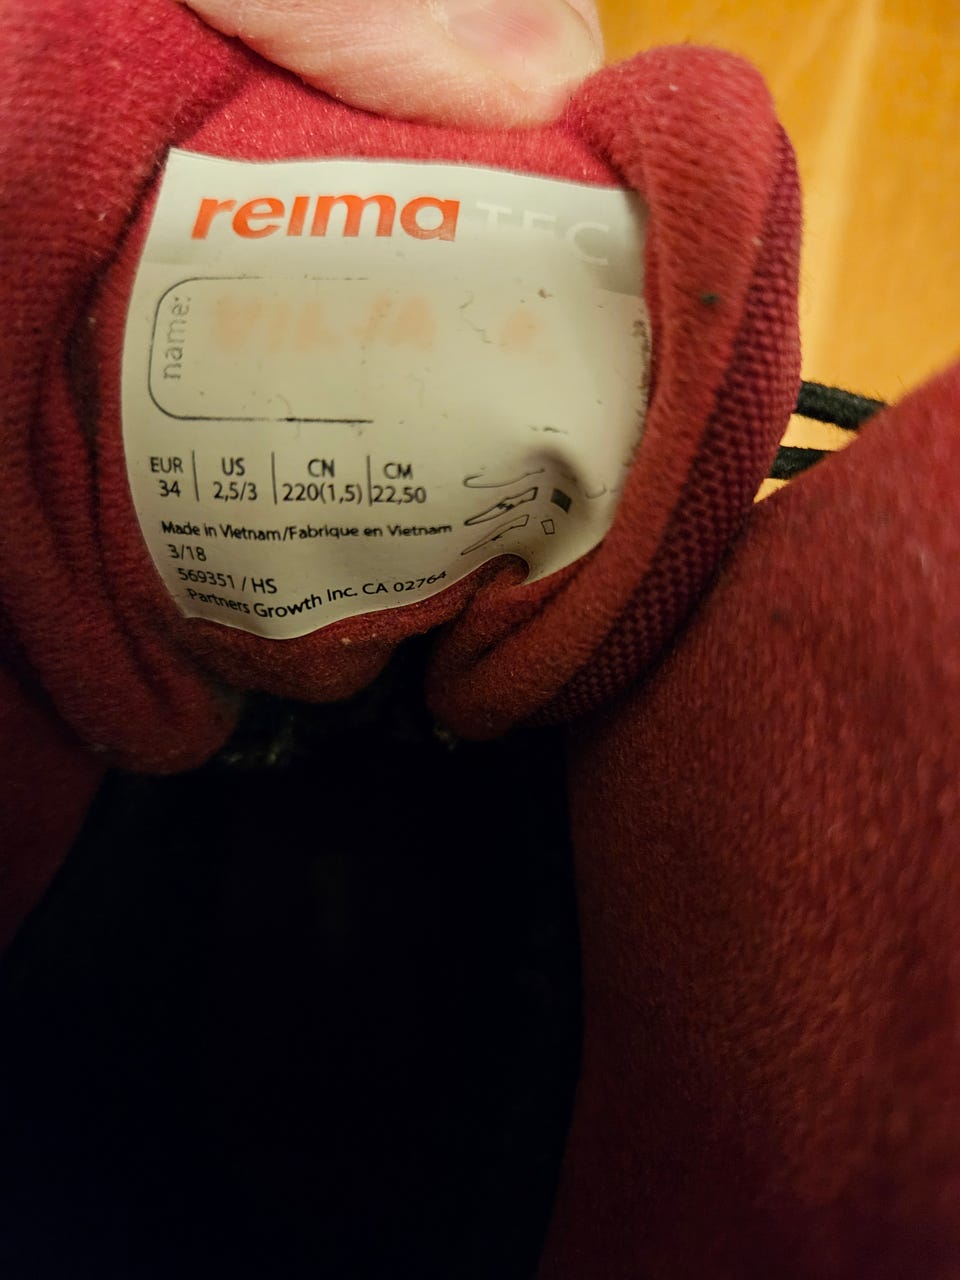 reima TEC
name:
EUR US CN CM
34 2,5/3 220(1,5) 22,50
Made in Vietnam/Fabrique en Vietnam
3/18
569351 / HS
Partners Growth Inc. CA 02764